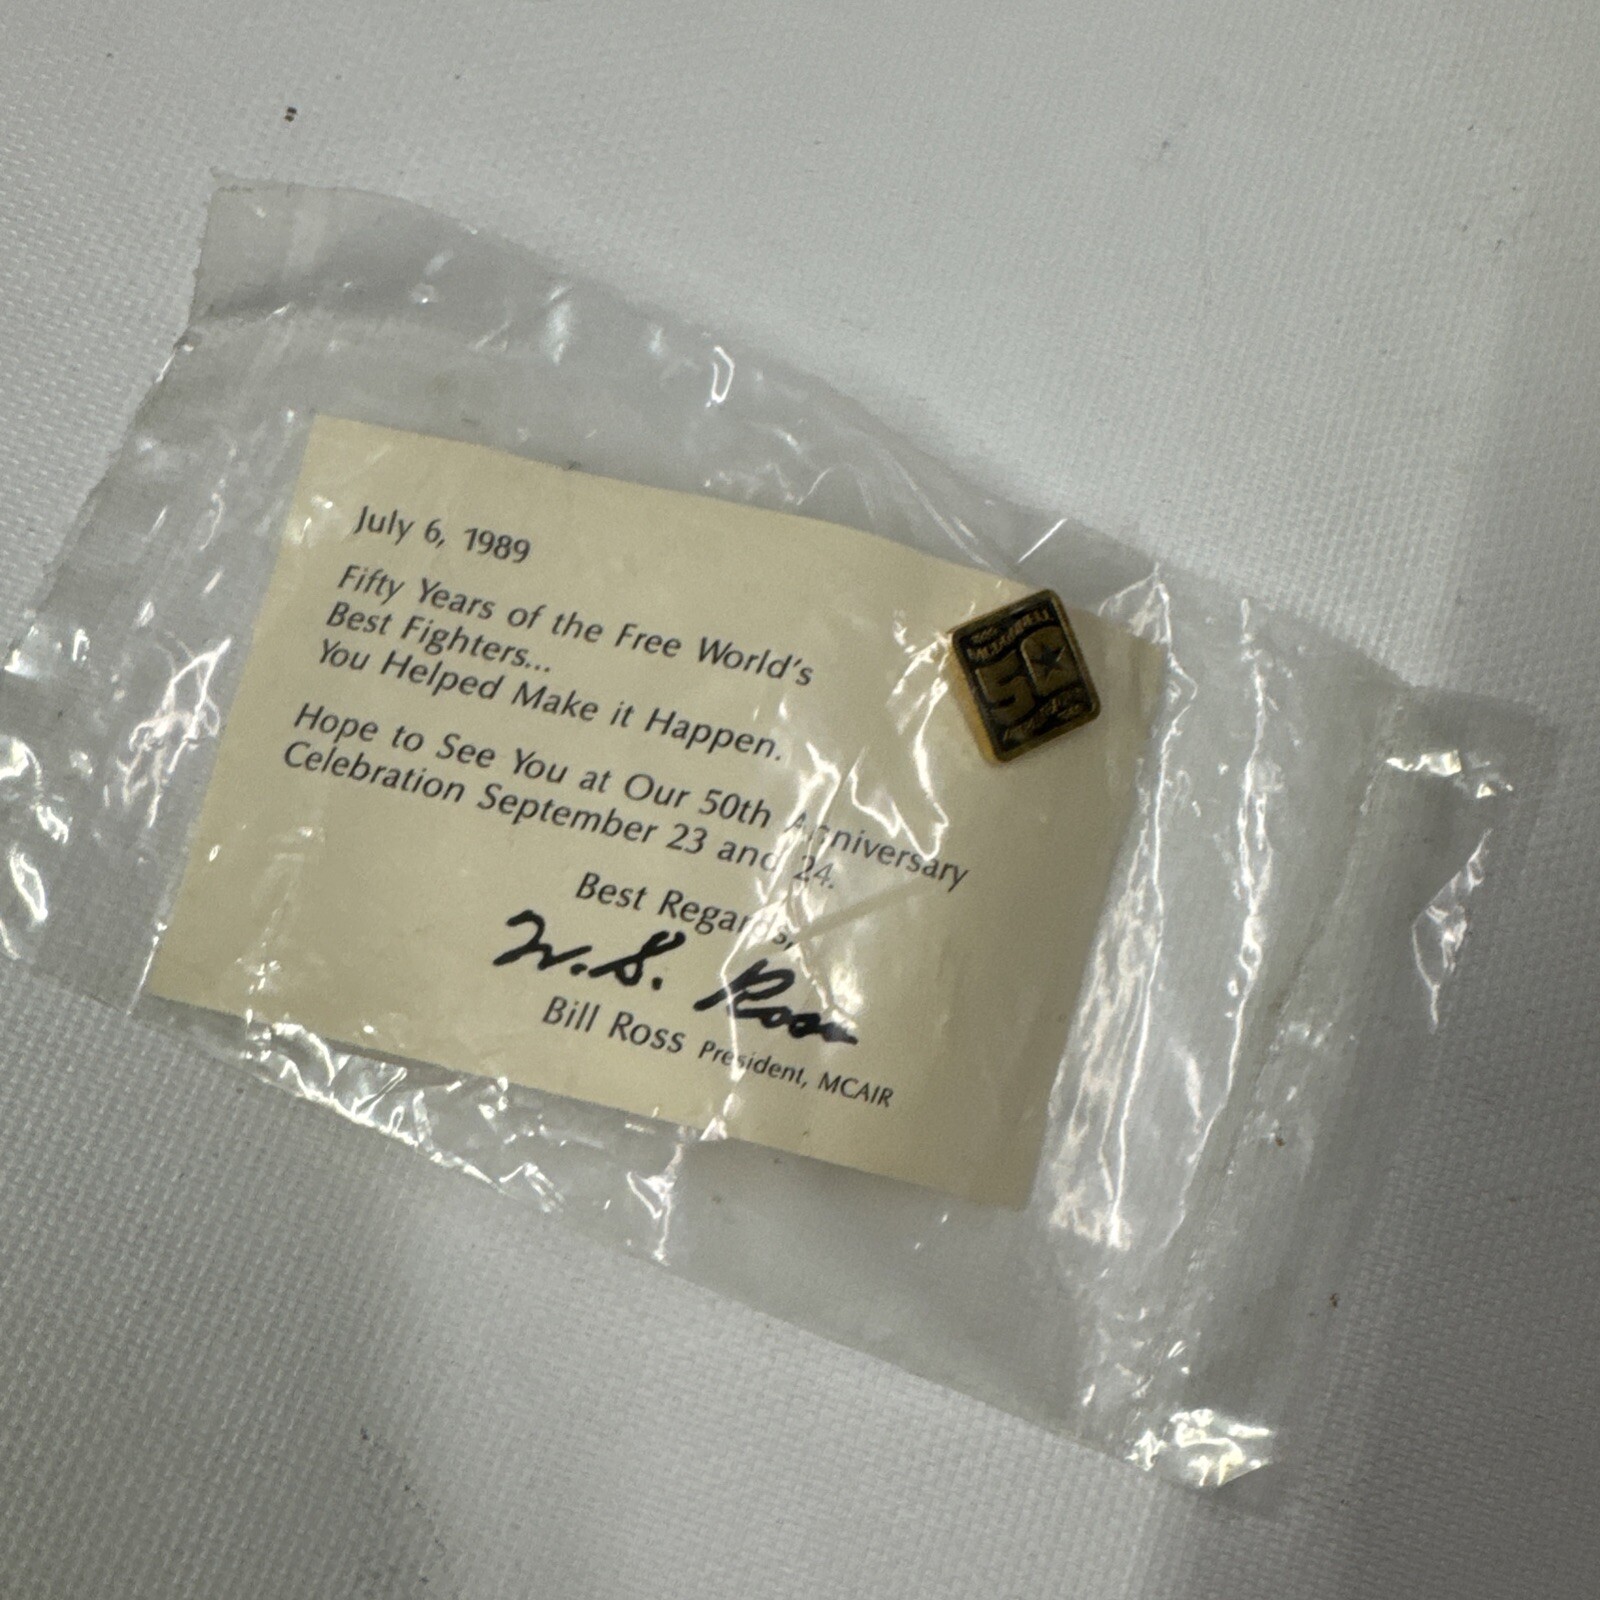 July 6, 1989
Fifty Years of the Free World's
Best Fighters...
You Helped Make it Happen.
Hope to See You at Our 50th Anniversary
Celebration September 23 and 24.
Best Regards,
W.S. Ross
Bill Ross President, MCAIR
MCDONNELL
50